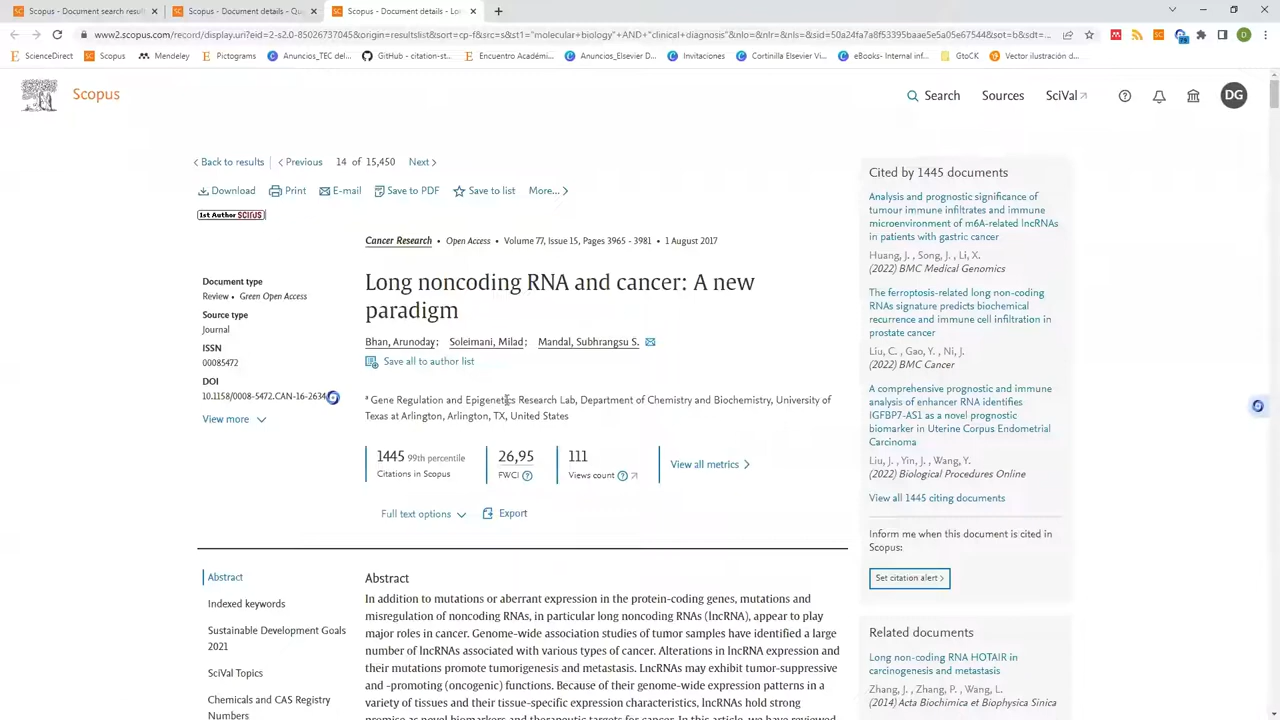 Scopus - Document search result
Scopus - Document details - Que
Scopus - Document details - Lo
www2.scopus.com/record/display.uri?eid=2-s2.0-85026737045&origin=resultslist&sort=cp-f&src=s&st1="molecular+biology"+AND+"clinical+diagnosis"&nlo=&nlr=&nls=&sid=50a24fa7a8f53395baae5e5a05e67544&sot=b&sdt=...
ScienceDirect Scopus Mendeley Pictograms Anuncios_TEC del... GitHub - citation-st... Encuentro Académi... Anuncios_Elsevier D... Invitaciones Cortinilla Elsevier Vi... eBooks- Internal inf... GtoCK Vector ilustración d...
Scopus
Search Sources SciVal DG
Back to results Previous 14 of 15,450 Next
Download Print E-mail Save to PDF Save to list More...
1st Author SCIUS
Cancer Research • Open Access • Volume 77, Issue 15, Pages 3965 - 3981 • 1 August 2017
Document type
Review • Green Open Access
Source type
Journal
ISSN
00085472
DOI
10.1158/0008-5472.CAN-16-2634
View more
Long noncoding RNA and cancer: A new
paradigm
Bhan, Arunoday; Soleimani, Milad; Mandal, Subhrangsu S.
Save all to author list
a Gene Regulation and Epigenetics Research Lab, Department of Chemistry and Biochemistry, University of
Texas at Arlington, Arlington, TX, United States
1445 99th percentile
Citations in Scopus
26,95
FWCI
111
Views count
View all metrics
Full text options Export
Abstract
Indexed keywords
Sustainable Development Goals
2021
SciVal Topics
Chemicals and CAS Registry
Numbers
Abstract
In addition to mutations or aberrant expression in the protein-coding genes, mutations and
misregulation of noncoding RNAs, in particular long noncoding RNAs (lncRNA), appear to play
major roles in cancer. Genome-wide association studies of tumor samples have identified a large
number of lncRNAs associated with various types of cancer. Alterations in lncRNA expression and
their mutations promote tumorigenesis and metastasis. LncRNAs may exhibit tumor-suppressive
and -promoting (oncogenic) functions. Because of their genome-wide expression patterns in a
variety of tissues and their tissue-specific expression characteristics, lncRNAs hold strong
promise as novel biomarkers and therapeutic targets for cancer. In this article, we have reviewed
Cited by 1445 documents
Analysis and prognostic significance of
tumour immune infiltrates and immune
microenvironment of m6A-related lncRNAs
in patients with gastric cancer
Huang, J. , Song, J. , Li, X.
(2022) BMC Medical Genomics
The ferroptosis-related long non-coding
RNAs signature predicts biochemical
recurrence and immune cell infiltration in
prostate cancer
Liu, C. , Gao, Y. , Ni, J.
(2022) BMC Cancer
A comprehensive prognostic and immune
analysis of enhancer RNA identifies
IGFBP7-AS1 as a novel prognostic
biomarker in Uterine Corpus Endometrial
Carcinoma
Liu, J. , Yin, J. , Wang, Y.
(2022) Biological Procedures Online
View all 1445 citing documents
Inform me when this document is cited in
Scopus:
Set citation alert
Related documents
Long non-coding RNA HOTAIR in
carcinogenesis and metastasis
Zhang, J. , Zhang, P. , Wang, L.
(2014) Acta Biochimica et Biophysica Sinica